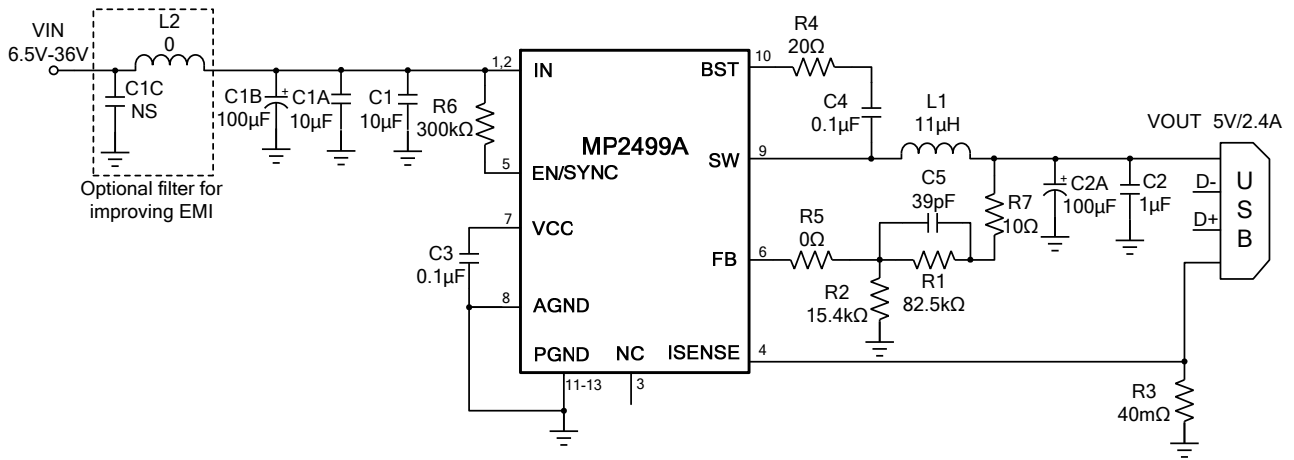 VIN
6.5V-36V
L2
0
C1C
NS
Optional filter for
improving EMI
C1B
100µF
+
C1A
10µF
C1
10µF
R6
300kΩ
1,2
IN
5
EN/SYNC
7
VCC
C3
0.1µF
8
AGND
PGND
11-13
NC
3
MP2499A
BST
10
R4
20Ω
C4
0.1µF
SW
9
L1
11µH
C5
39pF
R7
10Ω
FB
6
R5
0Ω
R2
15.4kΩ
R1
82.5kΩ
ISENSE
4
+
C2A
100µF
C2
1µF
VOUT 5V/2.4A
D-
D+
U
S
B
R3
40mΩ